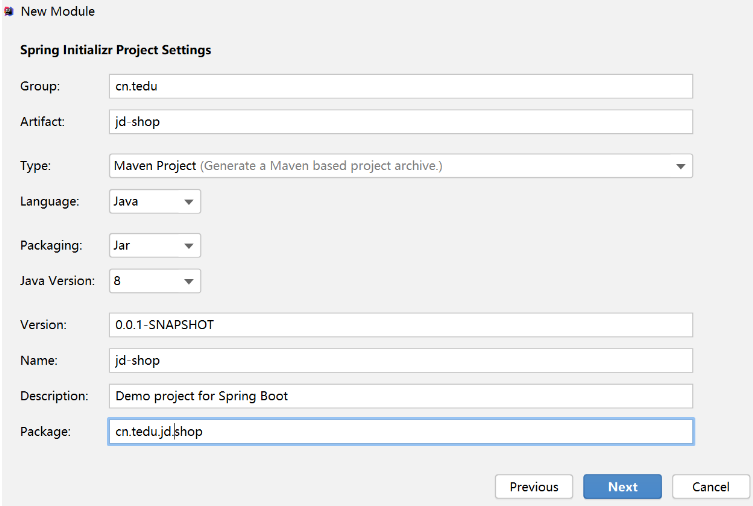 New Module
Spring Initializr Project Settings
Group: cn.tedu
Artifact: jd-shop
Type: Maven Project (Generate a Maven based project archive.)
Language: Java
Packaging: Jar
Java Version: 8
Version: 0.0.1-SNAPSHOT
Name: jd-shop
Description: Demo project for Spring Boot
Package: cn.tedu.jd.shop
Previous Next Cancel